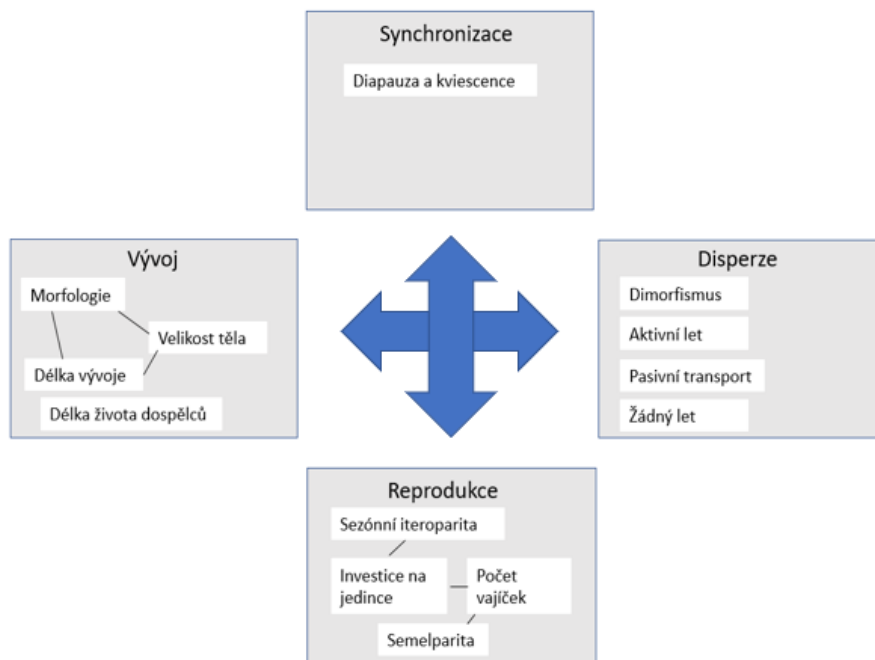 Synchronizace
Diapauza a kviescence
Vývoj
Morfologie
Velikost těla
Délka vývoje
Délka života dospělců
Disperze
Dimorfismus
Aktivní let
Pasivní transport
Žádný let
Reprodukce
Sezónní iteroparita
Investice na
jedince
Počet
vajíček
Semelparita